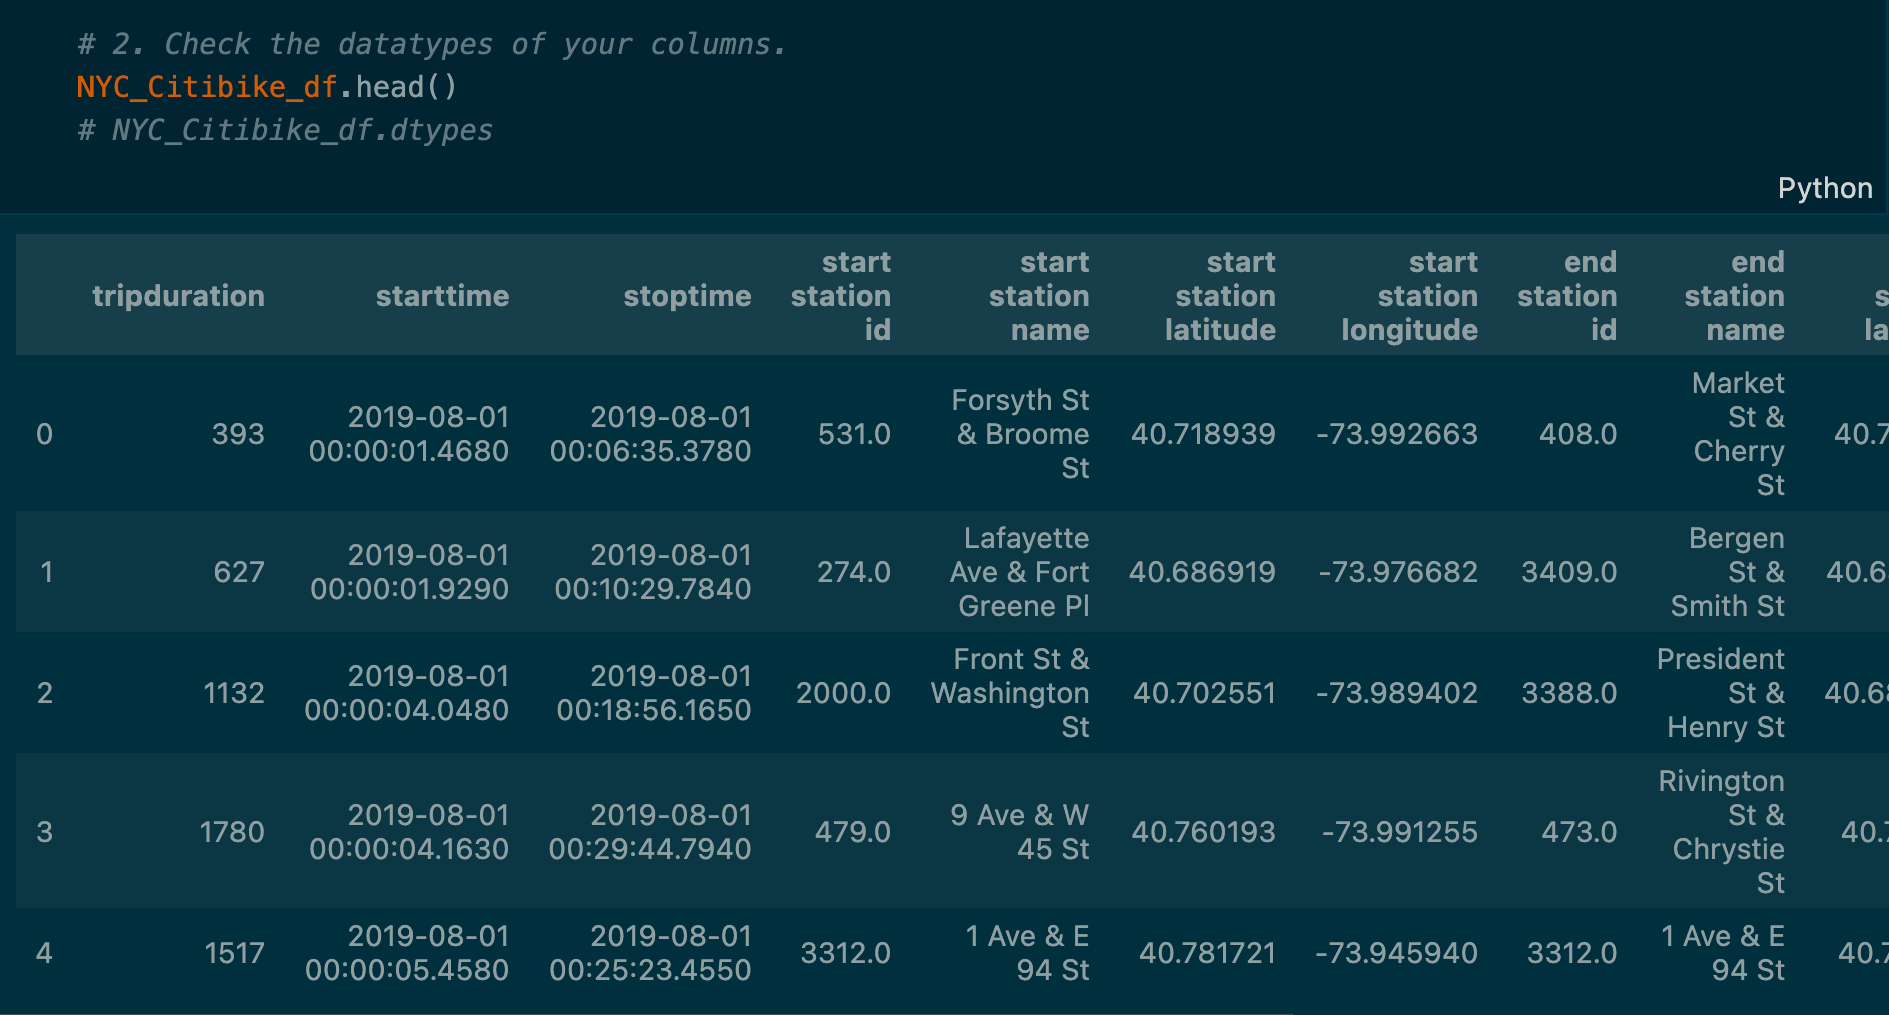 # 2. Check the datatypes of your columns.
NYC_Citibike_df.head()
# NYC_Citibike_df.dtypes
Python
tripduration starttime stoptime start station id start station name start station latitude start station longitude end station id end station name
0 393 2019-08-01 00:00:01.4680 2019-08-01 00:06:35.3780 531.0 Forsyth St & Broome St 40.718939 -73.992663 408.0 Market St & Cherry St 40.7
1 627 2019-08-01 00:00:01.9290 2019-08-01 00:10:29.7840 274.0 Lafayette Ave & Fort Greene Pl 40.686919 -73.976682 3409.0 Bergen St & Smith St 40.6
2 1132 2019-08-01 00:00:04.0480 2019-08-01 00:18:56.1650 2000.0 Front St & Washington St 40.702551 -73.989402 3388.0 President St & Henry St 40.68
3 1780 2019-08-01 00:00:04.1630 2019-08-01 00:29:44.7940 479.0 9 Ave & W 45 St 40.760193 -73.991255 473.0 Rivington St & Chrystie St 40.7
4 1517 2019-08-01 00:00:05.4580 2019-08-01 00:25:23.4550 3312.0 1 Ave & E 94 St 40.781721 -73.945940 3312.0 1 Ave & E 94 St 40.7